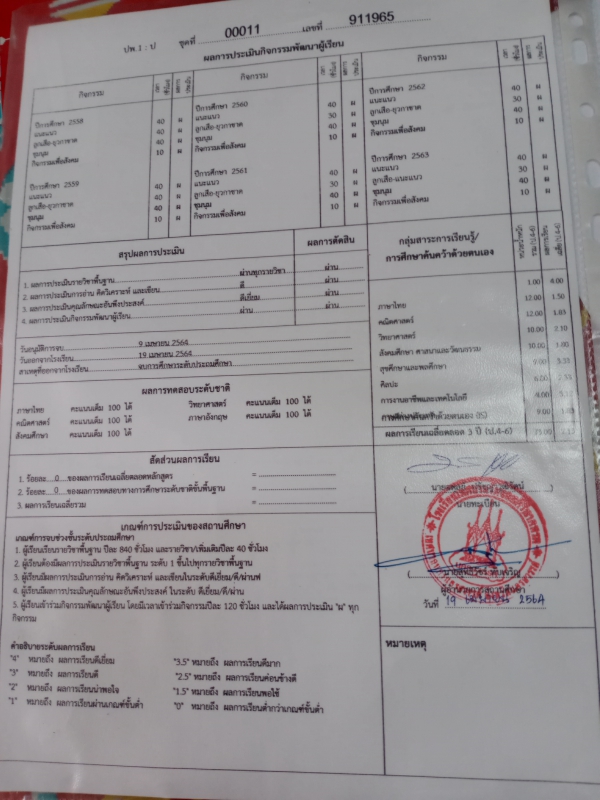 ปพ.1 : ป ชุดที่ 00011 เลขที่ 911965
ผลการประเมินกิจกรรมพัฒนาผู้เรียน
กิจกรรม เวลา (ชั่วโมง) ผลการประเมิน กิจกรรม เวลา (ชั่วโมง) ผลการประเมิน กิจกรรม เวลา (ชั่วโมง) ผลการประเมิน
ปีการศึกษา 2558
แนะแนว 40 ผ
ลูกเสือ-ยุวกาชาด 40 ผ
ชุมนุม 40 ผ
กิจกรรมเพื่อสังคม 10 ผ
ปีการศึกษา 2559
แนะแนว 40 ผ
ลูกเสือ-ยุวกาชาด 40 ผ
ชุมนุม 40 ผ
กิจกรรมเพื่อสังคม 10 ผ
ปีการศึกษา 2560
แนะแนว 40 ผ
ลูกเสือ-ยุวกาชาด 30 ผ
ชุมนุม 40 ผ
กิจกรรมเพื่อสังคม 10 ผ
ปีการศึกษา 2561
แนะแนว 40 ผ
ลูกเสือ-ยุวกาชาด 30 ผ
ชุมนุม 40 ผ
กิจกรรมเพื่อสังคม 10 ผ
ปีการศึกษา 2562
แนะแนว 40 ผ
ลูกเสือ-ยุวกาชาด 30 ผ
ชุมนุม 40 ผ
กิจกรรมเพื่อสังคม 10 ผ
ปีการศึกษา 2563
แนะแนว 40 ผ
ลูกเสือ-แนะแนว 30 ผ
ชุมนุม 40 ผ
กิจกรรมเพื่อสังคม 10 ผ
สรุปผลการประเมิน ผลการตัดสิน
1. ผลการประเมินรายวิชาพื้นฐาน ผ่านทุกรายวิชา ผ่าน
2. ผลการประเมินการอ่าน คิดวิเคราะห์ และเขียน ดี ผ่าน
3. ผลการประเมินคุณลักษณะอันพึงประสงค์ ดีเยี่ยม ผ่าน
4. ผลการประเมินกิจกรรมพัฒนาผู้เรียน ผ่าน ผ่าน
วันอนุมัติการจบ 9 เมษายน 2564
วันออกจากโรงเรียน 19 เมษายน 2564
สาเหตุที่ออกจากโรงเรียน จบการศึกษาระดับประถมศึกษา
ผลการทดสอบระดับชาติ
ภาษาไทย คะแนนเต็ม 100 ได้ วิทยาศาสตร์ คะแนนเต็ม 100 ได้
คณิตศาสตร์ คะแนนเต็ม 100 ได้ ภาษาอังกฤษ คะแนนเต็ม 100 ได้
สังคมศึกษา คะแนนเต็ม 100 ได้
สัดส่วนผลการเรียน
1. ร้อยละ 0 ของผลการเรียนเฉลี่ยตลอดหลักสูตร =
2. ร้อยละ 0 ของผลการทดสอบทางการศึกษาระดับชาติขั้นพื้นฐาน =
3. ผลการเรียนเฉลี่ยรวม =
เกณฑ์การประเมินของสถานศึกษา
เกณฑ์การจบช่วงชั้นระดับประถมศึกษา
1. ผู้เรียนเรียนรายวิชาพื้นฐาน ปีละ 840 ชั่วโมง และรายวิชา/เพิ่มเติมปีละ 40 ชั่วโมง
2. ผู้เรียนต้องมีผลการประเมินรายวิชาพื้นฐาน ระดับ 1 ขึ้นไปทุกรายวิชาพื้นฐาน
3. ผู้เรียนมีผลการประเมินการอ่าน คิดวิเคราะห์ และเขียนในระดับดีเยี่ยม/ดี/ผ่านฟ
4. ผู้เรียนมีผลการประเมินคุณลักษณะอันพึงประสงค์ ในระดับ ดีเยี่ยม/ดี/ผ่าน
5. ผู้เรียนเข้าร่วมกิจกรรมพัฒนาผู้เรียน โดยมีเวลาเข้าร่วมกิจกรรมปีละ 120 ชั่วโมง และได้ผลการประเมิน "ผ" ทุก
กิจกรรม
คำอธิบายระดับผลการเรียน
"4" หมายถึง ผลการเรียนดีเยี่ยม "3.5" หมายถึง ผลการเรียนดีมาก
"3" หมายถึง ผลการเรียนดี "2.5" หมายถึง ผลการเรียนค่อนข้างดี
"2" หมายถึง ผลการเรียนน่าพอใจ "1.5" หมายถึง ผลการเรียนพอใช้
"1" หมายถึง ผลการเรียนผ่านเกณฑ์ขั้นต่ำ "0" หมายถึง ผลการเรียนต่ำกว่าเกณฑ์ขั้นต่ำ
กลุ่มสาระการเรียนรู้/
การศึกษาค้นคว้าด้วยตนเอง
1.00 4.00
ภาษาไทย 12.00 1.50
คณิตศาสตร์ 12.00
วิทยาศาสตร์ 10.00 2.10
สังคมศึกษา ศาสนาและวัฒนธรรม 10.00
สุขศึกษาและพลศึกษา 9.00
ศิลปะ
การงานอาชีพและเทคโนโลยี 4.00
การศึกษาค้นคว้าด้วยตนเอง (IS) 9.00
ผลการเรียนเฉลี่ยตลอด 3 ปี (ป.4-6)
นายทะเบียน
ผู้อำนวยการสถานศึกษา
วันที่ 19 เมษายน 2564
หมายเหตุ